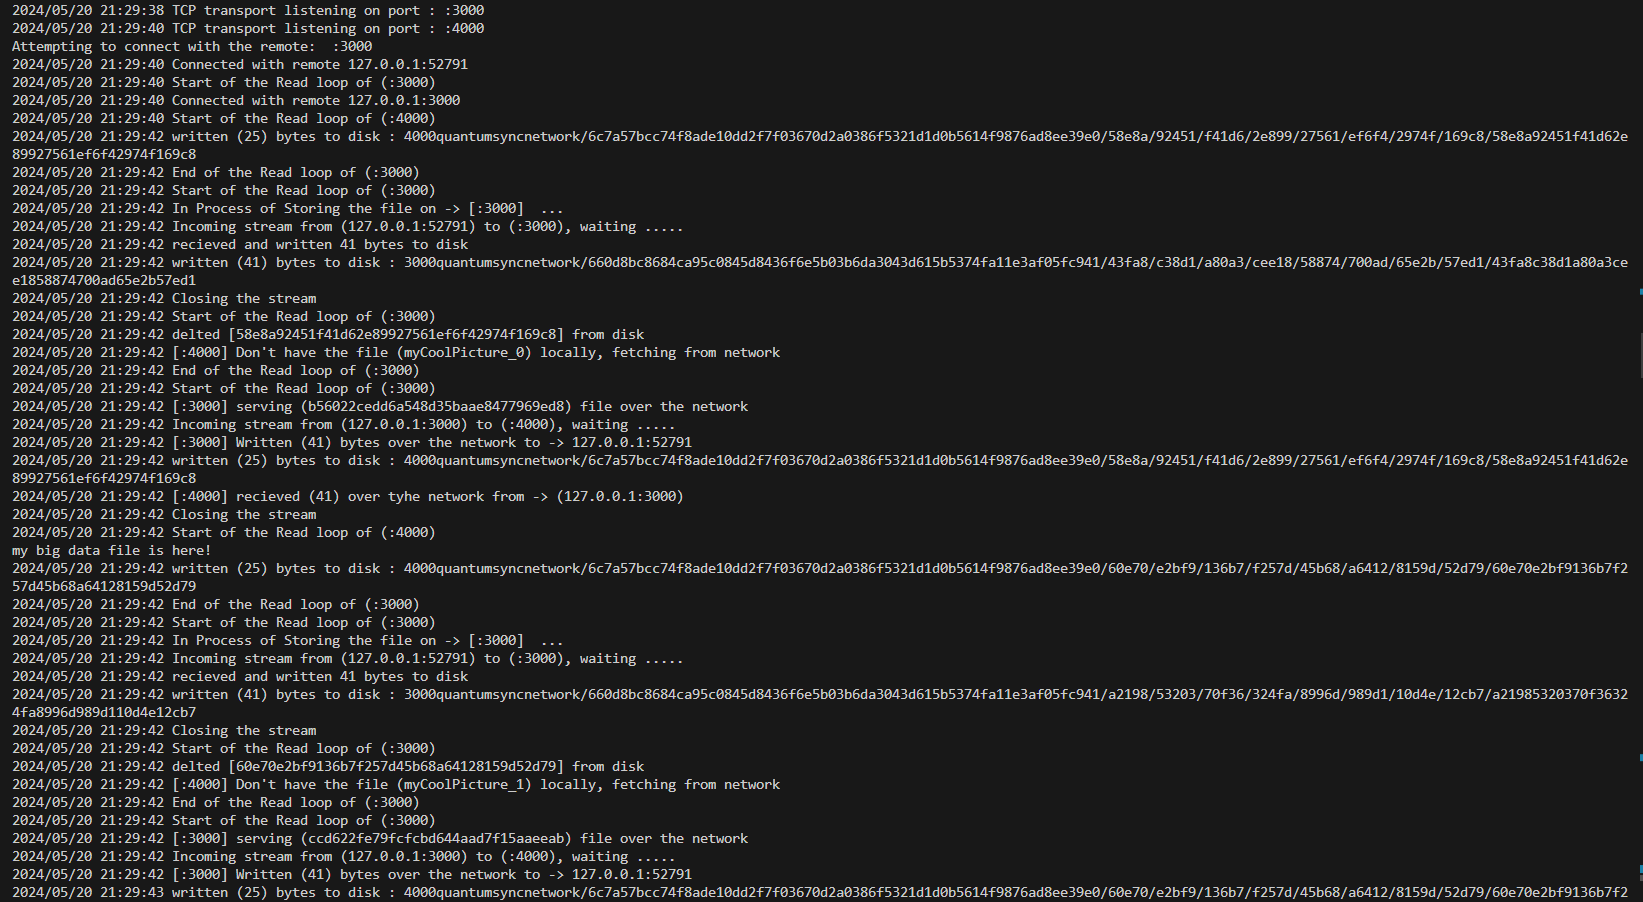 2024/05/20 21:29:38 TCP transport listening on port : :3000
2024/05/20 21:29:40 TCP transport listening on port : :4000
Attempting to connect with the remote:  :3000
2024/05/20 21:29:40 Connected with remote 127.0.0.1:52791
2024/05/20 21:29:40 Start of the Read loop of (:3000)
2024/05/20 21:29:40 Connected with remote 127.0.0.1:3000
2024/05/20 21:29:40 Start of the Read loop of (:4000)
2024/05/20 21:29:42 written (25) bytes to disk : 4000quantumsyncnetwork/6c7a57bcc74f8ade10dd2f7f03670d2a0386f5321d1d0b5614f9876ad8ee39e0/58e8a/92451/f41d6/2e899/27561/ef6f4/2974f/169c8/58e8a92451f41d62e
89927561ef6f42974f169c8
2024/05/20 21:29:42 End of the Read loop of (:3000)
2024/05/20 21:29:42 Start of the Read loop of (:3000)
2024/05/20 21:29:42 In Process of Storing the file on -> [:3000]  ...
2024/05/20 21:29:42 Incoming stream from (127.0.0.1:52791) to (:3000), waiting .....
2024/05/20 21:29:42 recieved and written 41 bytes to disk
2024/05/20 21:29:42 written (41) bytes to disk : 3000quantumsyncnetwork/660d8bc8684ca95c0845d8436f6e5b03b6da3043d615b5374fa11e3af05fc941/43fa8/c38d1/a80a3/cee18/58874/700ad/65e2b/57ed1/43fa8c38d1a80a3ce
e1858874700ad65e2b57ed1
2024/05/20 21:29:42 Closing the stream
2024/05/20 21:29:42 Start of the Read loop of (:3000)
2024/05/20 21:29:42 delted [58e8a92451f41d62e89927561ef6f42974f169c8] from disk
2024/05/20 21:29:42 [:4000] Don't have the file (myCoolPicture_0) locally, fetching from network
2024/05/20 21:29:42 End of the Read loop of (:3000)
2024/05/20 21:29:42 Start of the Read loop of (:3000)
2024/05/20 21:29:42 [:3000] serving (b56022cedd6a548d35baae8477969ed8) file over the network
2024/05/20 21:29:42 Incoming stream from (127.0.0.1:3000) to (:4000), waiting .....
2024/05/20 21:29:42 [:3000] Written (41) bytes over the network to -> 127.0.0.1:52791
2024/05/20 21:29:42 written (25) bytes to disk : 4000quantumsyncnetwork/6c7a57bcc74f8ade10dd2f7f03670d2a0386f5321d1d0b5614f9876ad8ee39e0/58e8a/92451/f41d6/2e899/27561/ef6f4/2974f/169c8/58e8a92451f41d62e
89927561ef6f42974f169c8
2024/05/20 21:29:42 [:4000] recieved (41) over tyhe network from -> (127.0.0.1:3000)
2024/05/20 21:29:42 Closing the stream
2024/05/20 21:29:42 Start of the Read loop of (:4000)
my big data file is here!
2024/05/20 21:29:42 written (25) bytes to disk : 4000quantumsyncnetwork/6c7a57bcc74f8ade10dd2f7f03670d2a0386f5321d1d0b5614f9876ad8ee39e0/60e70/e2bf9/136b7/f257d/45b68/a6412/8159d/52d79/60e70e2bf9136b7f2
57d45b68a64128159d52d79
2024/05/20 21:29:42 End of the Read loop of (:3000)
2024/05/20 21:29:42 Start of the Read loop of (:3000)
2024/05/20 21:29:42 In Process of Storing the file on -> [:3000]  ...
2024/05/20 21:29:42 Incoming stream from (127.0.0.1:52791) to (:3000), waiting .....
2024/05/20 21:29:42 recieved and written 41 bytes to disk
2024/05/20 21:29:42 written (41) bytes to disk : 3000quantumsyncnetwork/660d8bc8684ca95c0845d8436f6e5b03b6da3043d615b5374fa11e3af05fc941/a2198/53203/70f36/324fa/8996d/989d1/10d4e/12cb7/a21985320370f3632
4fa8996d989d110d4e12cb7
2024/05/20 21:29:42 Closing the stream
2024/05/20 21:29:42 Start of the Read loop of (:3000)
2024/05/20 21:29:42 delted [60e70e2bf9136b7f257d45b68a64128159d52d79] from disk
2024/05/20 21:29:42 [:4000] Don't have the file (myCoolPicture_1) locally, fetching from network
2024/05/20 21:29:42 End of the Read loop of (:3000)
2024/05/20 21:29:42 Start of the Read loop of (:3000)
2024/05/20 21:29:42 [:3000] serving (ccd622fe79fcfcbd644aad7f15aaeeab) file over the network
2024/05/20 21:29:42 Incoming stream from (127.0.0.1:3000) to (:4000), waiting .....
2024/05/20 21:29:42 [:3000] Written (41) bytes over the network to -> 127.0.0.1:52791
2024/05/20 21:29:43 written (25) bytes to disk : 4000quantumsyncnetwork/6c7a57bcc74f8ade10dd2f7f03670d2a0386f5321d1d0b5614f9876ad8ee39e0/60e70/e2bf9/136b7/f257d/45b68/a6412/8159d/52d79/60e70e2bf9136b7f2